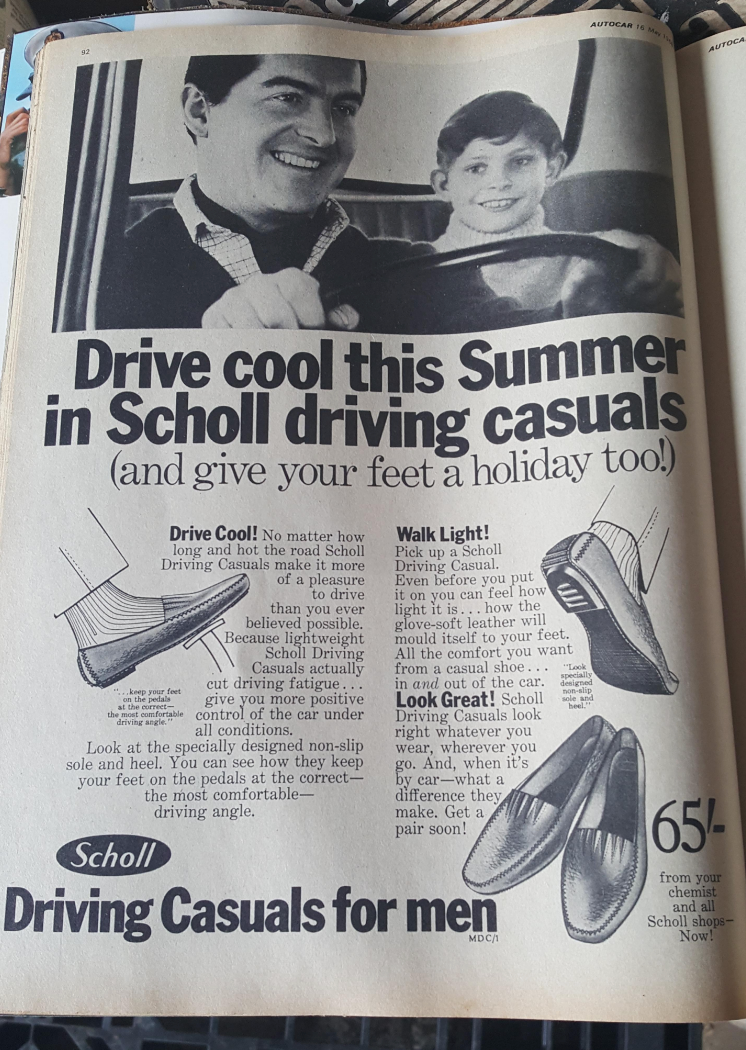 92
AUTOCAR 16 May
AUTOCA
Drive cool this Summer
in Scholl driving casuals
(and give your feet a holiday too!)
Drive Cool! No matter how
long and hot the road Scholl
Driving Casuals make it more
of a pleasure
to drive
than you ever
believed possible.
Because lightweight
Scholl Driving
Casuals actually
cut driving fatigue...
give you more positive
control of the car under
all conditions.
Look at the specially designed non-slip
sole and heel. You can see how they keep
your feet on the pedals at the correct—
the most comfortable—
driving angle.
"...keep your feet
on the pedals
at the correct—
the most comfortable
driving angle."
Walk Light!
Pick up a Scholl
Driving Casual.
Even before you put
it on you can feel how
light it is... how the
glove-soft leather will
mould itself to your feet.
All the comfort you want
from a casual shoe...
in and out of the car.
Look Great! Scholl
Driving Casuals look
right whatever you
wear, wherever you
go. And, when it's
by car—what a
difference they
make. Get a
pair soon!
"Look
specially
designed
non-slip
sole and
heel."
65/-
from your
chemist
and all
Scholl shops—
Now!
Scholl
Driving Casuals for men
MDC/1